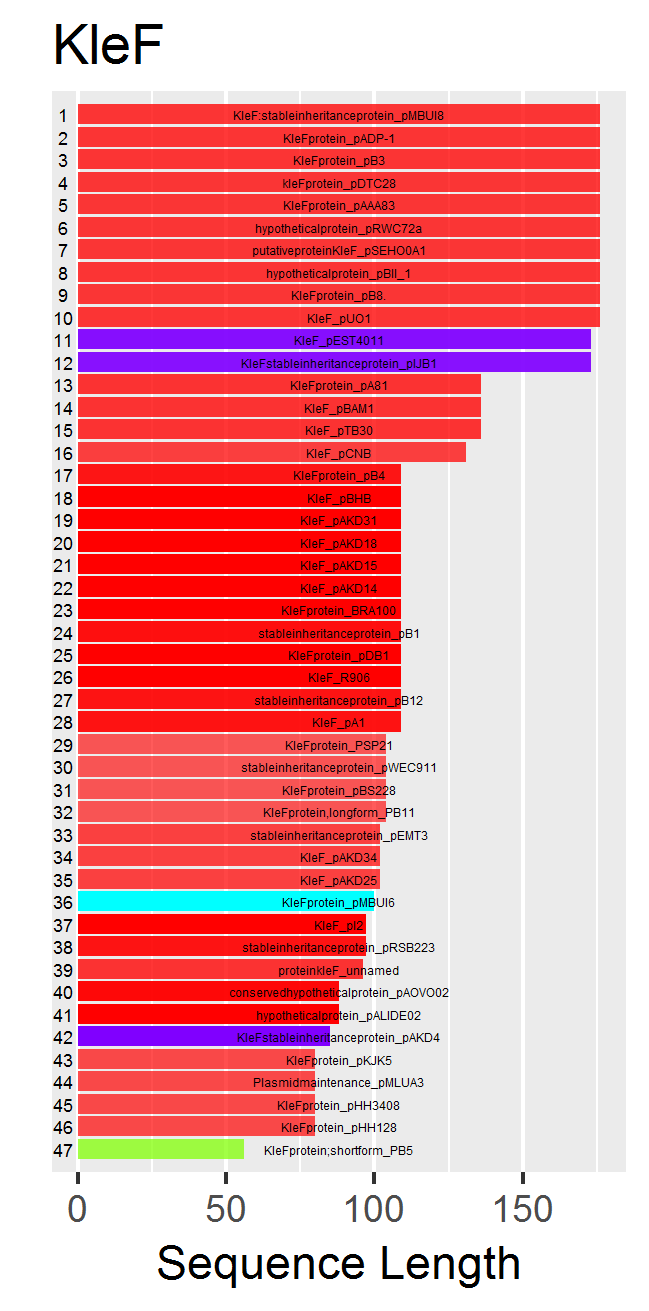 KleF
1 KleF:stableinheritanceprotein_pMBUI8
2 KleFprotein_pADP-1
3 KleFprotein_pB3
4 kleFprotein_pDTC28
5 KleFprotein_pAAA83
6 hypotheticalprotein_pRWC72a
7 putativeproteinKleF_pSEHO0A1
8 hypotheticalprotein_pBII_1
9 KleFprotein_pB8.
10 KleF_pUO1
11 KleF_pEST4011
12 KleFstableinheritanceprotein_pIJB1
13 KleFprotein_pA81
14 KleF_pBAM1
15 KleF_pTB30
16 KleF_pCNB
17 KleFprotein_pB4
18 KleF_pBHB
19 KleF_pAKD31
20 KleF_pAKD18
21 KleF_pAKD15
22 KleF_pAKD14
23 KleFprotein_BRA100
24 stableinheritanceprotein_pB1
25 KleFprotein_pDB1
26 KleF_R906
27 stableinheritanceprotein_pB12
28 KleF_pA1
29 KleFprotein_PSP21
30 stableinheritanceprotein_pWEC911
31 KleFprotein_pBS228
32 KleFprotein,longform_PB11
33 stableinheritanceprotein_pEMT3
34 KleF_pAKD34
35 KleF_pAKD25
36 KleFprotein_pMBUI6
37 KleF_pI2
38 stableinheritanceprotein_pRSB223
39 proteinkleF_unnamed
40 conservedhypotheticalprotein_pAOVO02
41 hypotheticalprotein_pALIDE02
42 KleFstableinheritanceprotein_pAKD4
43 KleFprotein_pKJK5
44 Plasmidmaintenance_pMLUA3
45 KleFprotein_pHH3408
46 KleFprotein_pHH128
47 KleFprotein;shortform_PB5
0 50 100 150
Sequence Length